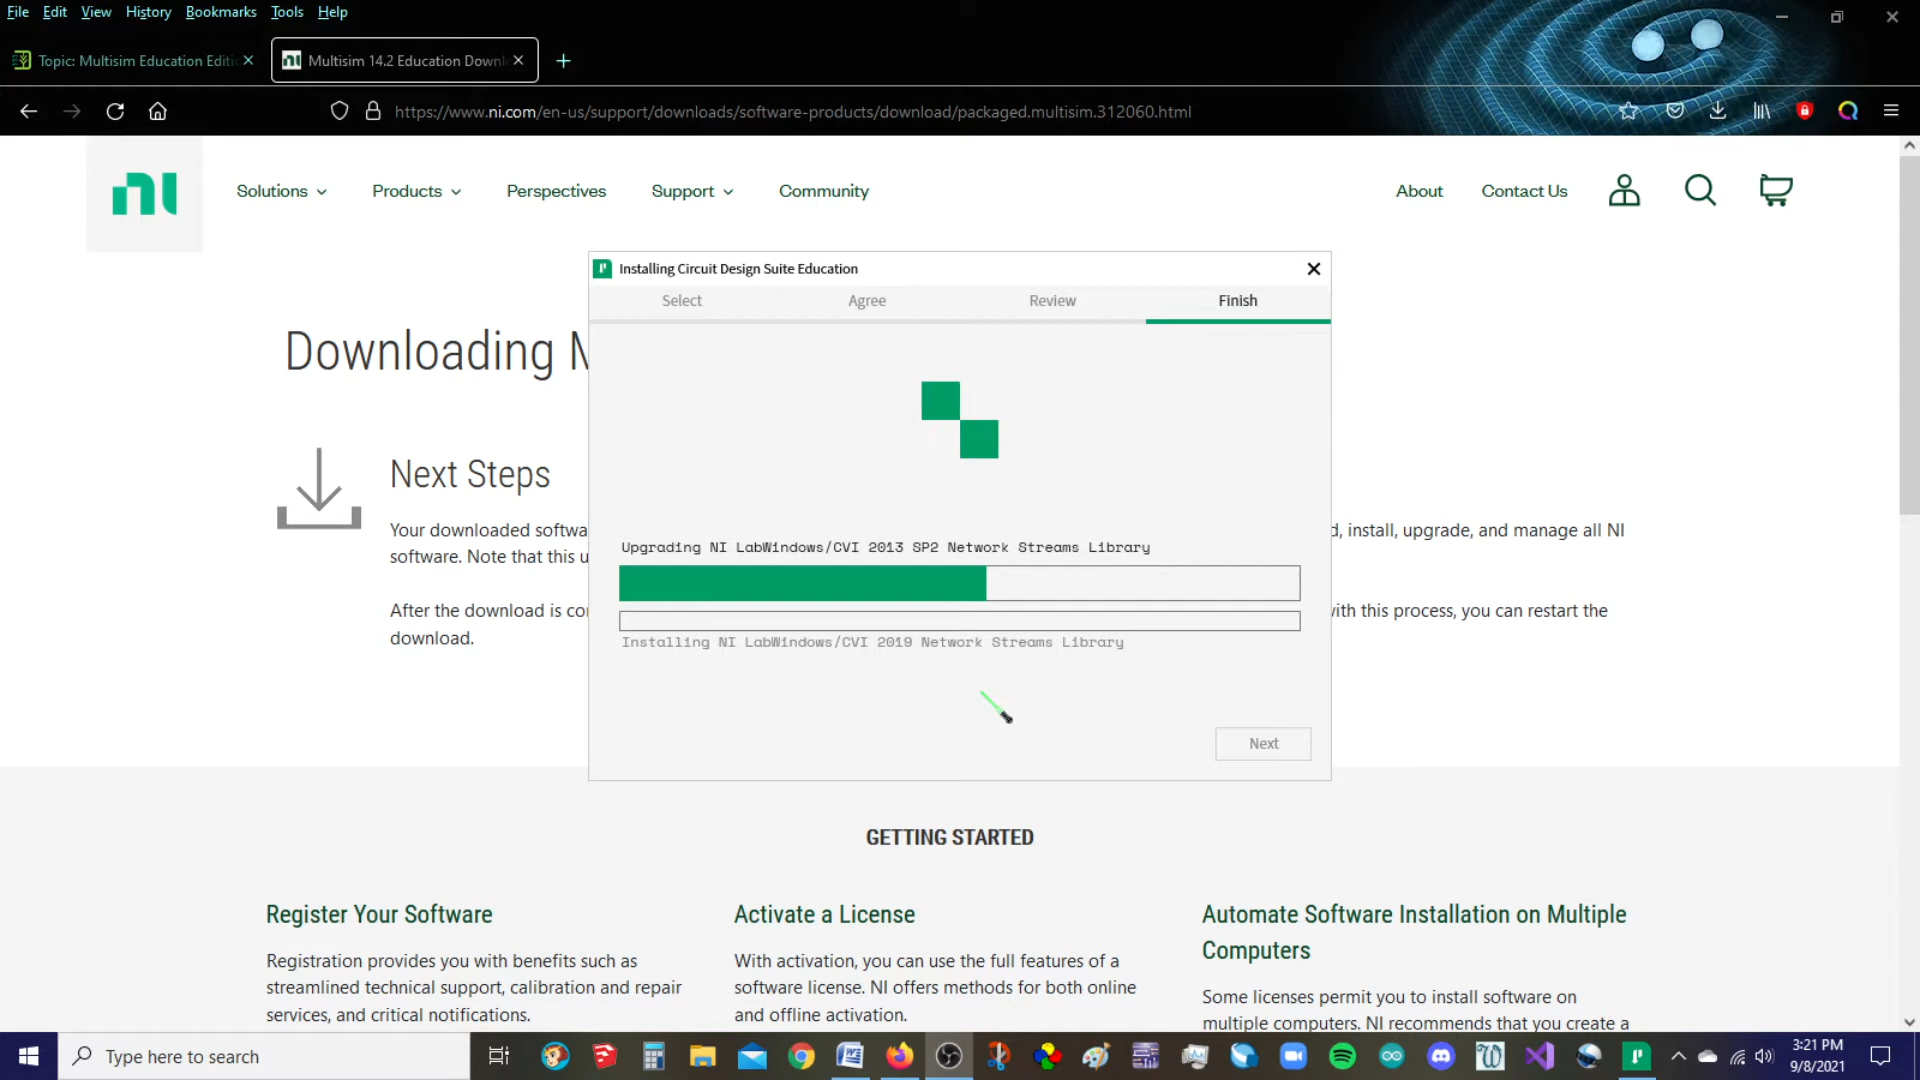 File Edit View History Bookmarks Tools Help
Topic: Multisim Education Editi
Multisim 14.2 Education Downl
https://www.ni.com/en-us/support/downloads/software-products/download/packaged.multisim.312060.html
ni
Solutions Products Perspectives Support Community About Contact Us
Installing Circuit Design Suite Education
Select Agree Review Finish
Downloading M
Next Steps
Your downloaded softwa
d, install, upgrade, and manage all NI
software. Note that this u
After the download is co
with this process, you can restart the
download.
Upgrading NI LabWindows/CVI 2013 SP2 Network Streams Library
Installing NI LabWindows/CVI 2019 Network Streams Library
Next
GETTING STARTED
Register Your Software
Registration provides you with benefits such as
streamlined technical support, calibration and repair
services, and critical notifications.
Activate a License
With activation, you can use the full features of a
software license. NI offers methods for both online
and offline activation.
Automate Software Installation on Multiple
Computers
Some licenses permit you to install software on
multiple computers. NI recommends that you create a
Type here to search
3:21 PM
9/8/2021